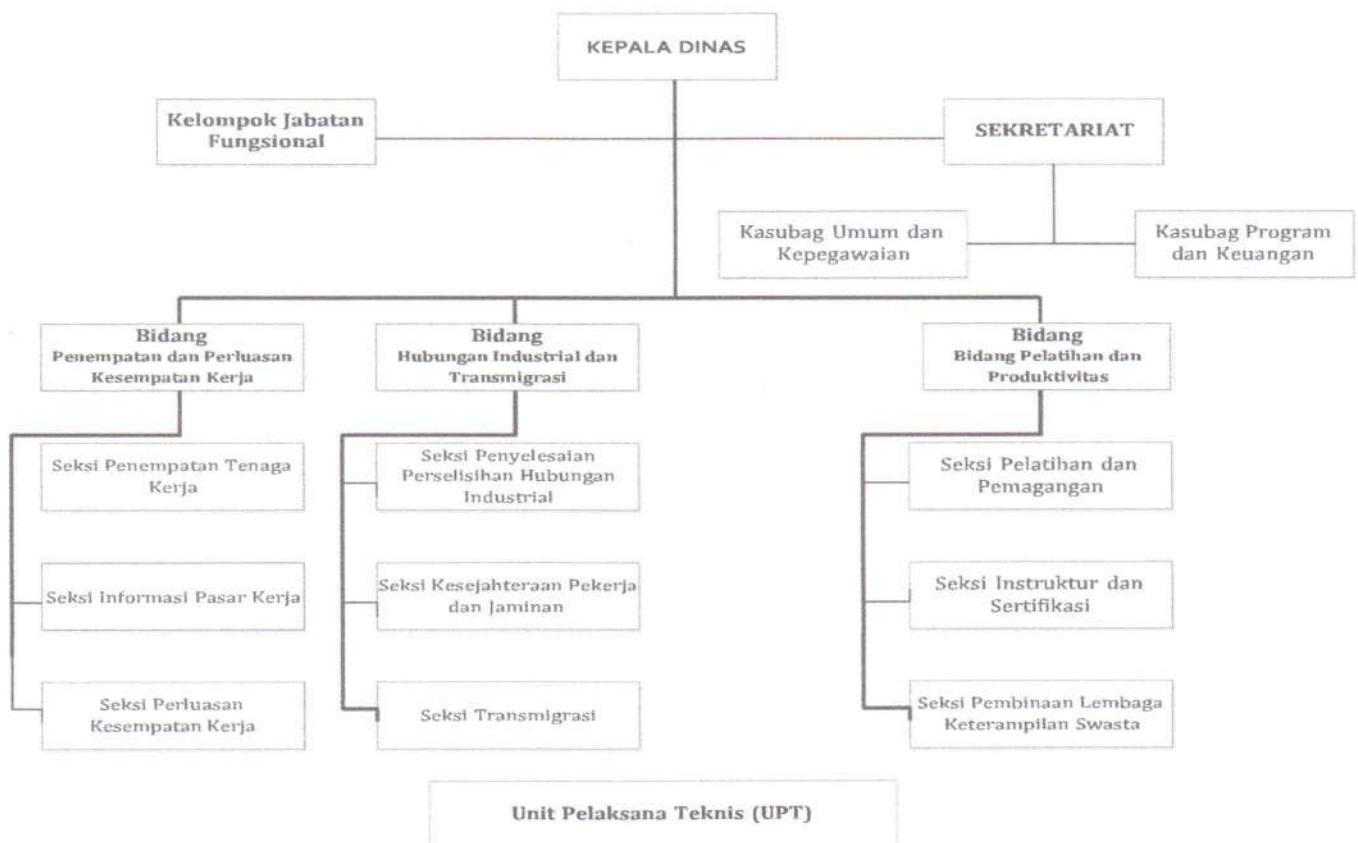 KEPALA DINAS
Kelompok Jabatan
Fungsional
SEKRETARIAT
Kasubag Umum dan
Kepegawaian
Kasubag Program
dan Keuangan
Bidang
Penempatan dan Perluasan
Kesempatan Kerja
Bidang
Hubungan Industrial dan
Transmigrasi
Bidang
Bidang Pelatihan dan
Produktivitas
Seksi Penempatan Tenaga
Kerja
Seksi Penyelesaian
Perselisihan Hubungan
Industrial
Seksi Pelatihan dan
Pemagangan
Seksi Informasi Pasar Kerja
Seksi Kesejahteraan Pekerja
dan Jaminan
Seksi Instruktur dan
Sertifikasi
Seksi Perluasan
Kesempatan Kerja
Seksi Transmigrasi
Seksi Pembinaan Lembaga
Keterampilan Swasta
Unit Pelaksana Teknis (UPT)